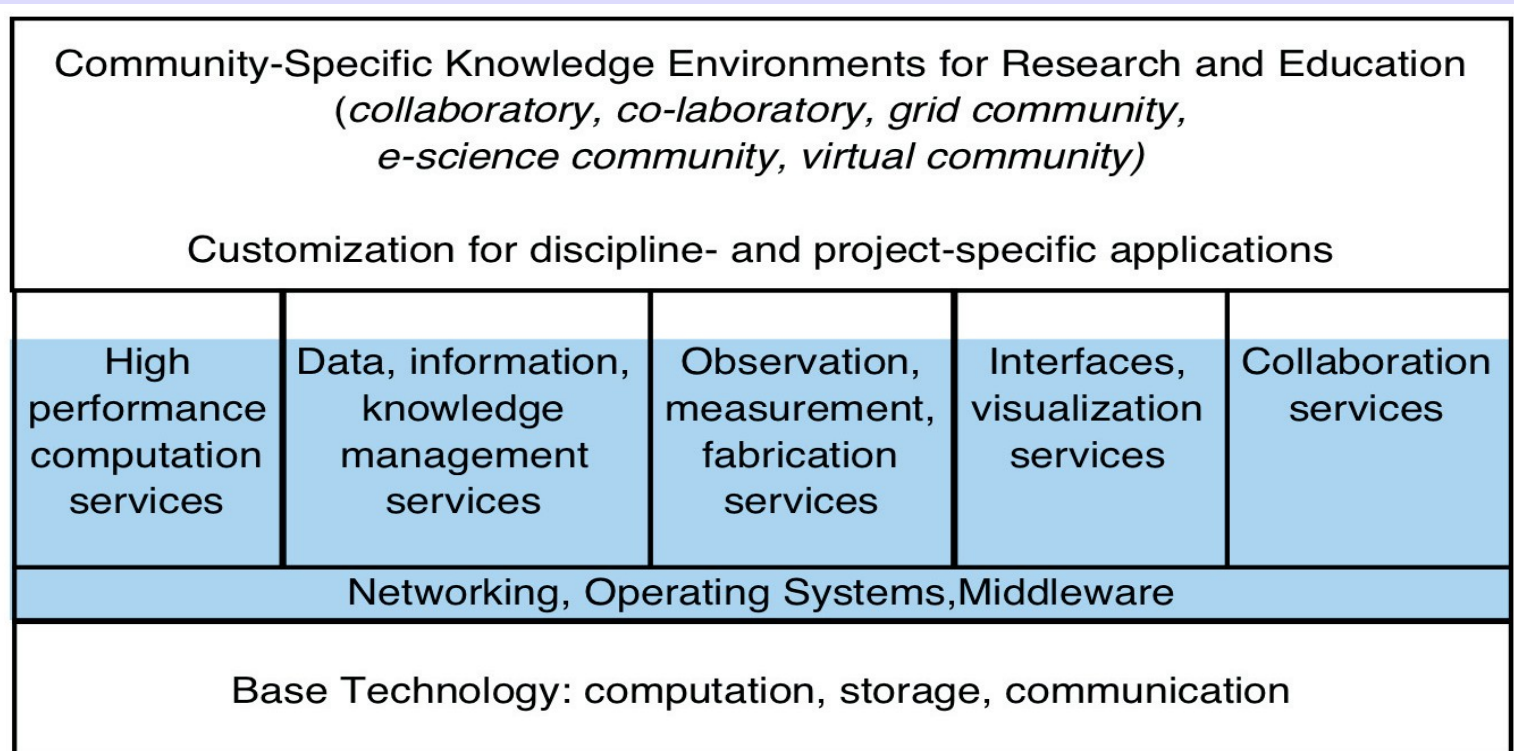 Community-Specific Knowledge Environments for Research and Education
(collaboratory, co-laboratory, grid community,
e-science community, virtual community)
Customization for discipline- and project-specific applications
High
performance
computation
services
Data, information,
knowledge
management
services
Observation,
measurement,
fabrication
services
Interfaces,
visualization
services
Collaboration
services
Networking, Operating Systems,Middleware
Base Technology: computation, storage, communication